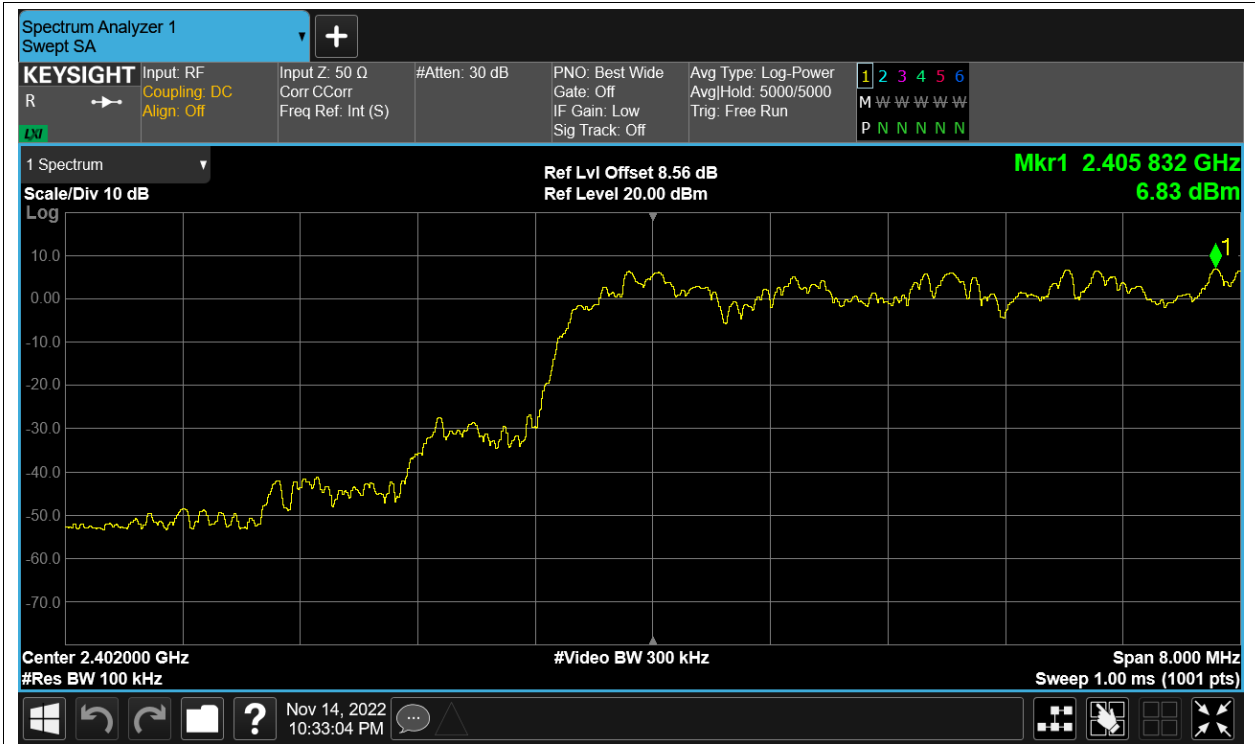 Spectrum Analyzer 1
Swept SA
+
KEYSIGHT
R
LXI
Input: RF
Coupling: DC
Align: Off
Input Z: 50 Ω
Corr CCorr
Freq Ref: Int (S)
#Atten: 30 dB
PNO: Best Wide
Gate: Off
IF Gain: Low
Sig Track: Off
Avg Type: Log-Power
Avg|Hold: 5000/5000
Trig: Free Run
1 2 3 4 5 6
M W W W W W W
P N N N N N
1 Spectrum
Scale/Div 10 dB
Log
Ref Lvl Offset 8.56 dB
Ref Level 20.00 dBm
Mkr1 2.405 832 GHz
6.83 dBm
1
10.0
0.00
-10.0
-20.0
-30.0
-40.0
-50.0
-60.0
-70.0
Center 2.402000 GHz
#Res BW 100 kHz
#Video BW 300 kHz
Span 8.000 MHz
Sweep 1.00 ms (1001 pts)
?
Nov 14, 2022
10:33:04 PM